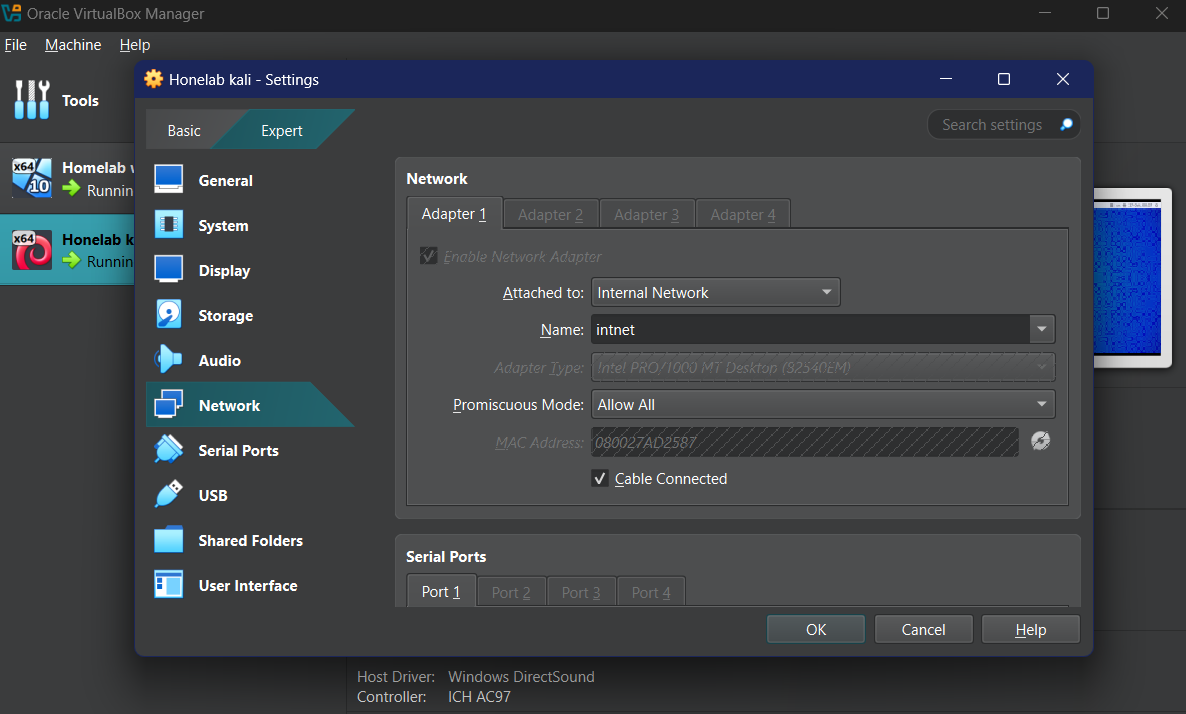 Oracle VirtualBox Manager
File Machine Help
Honelab kali - Settings
Tools
Basic Expert
Search settings
x64
10
Homelab
Runnin
x64
Honelab k
Runnin
General
System
Display
Storage
Audio
Network
Serial Ports
USB
Shared Folders
User Interface
Network
Adapter 1 Adapter 2 Adapter 3 Adapter 4
Enable Network Adapter
Attached to: Internal Network
Name: intnet
Adapter Type: Intel PRO/1000 MT Desktop (82540EM)
Promiscuous Mode: Allow All
MAC Address: 080027AD2587
Cable Connected
Serial Ports
Port 1 Port 2 Port 3 Port 4
OK Cancel Help
Host Driver: Windows DirectSound
Controller: ICH AC97